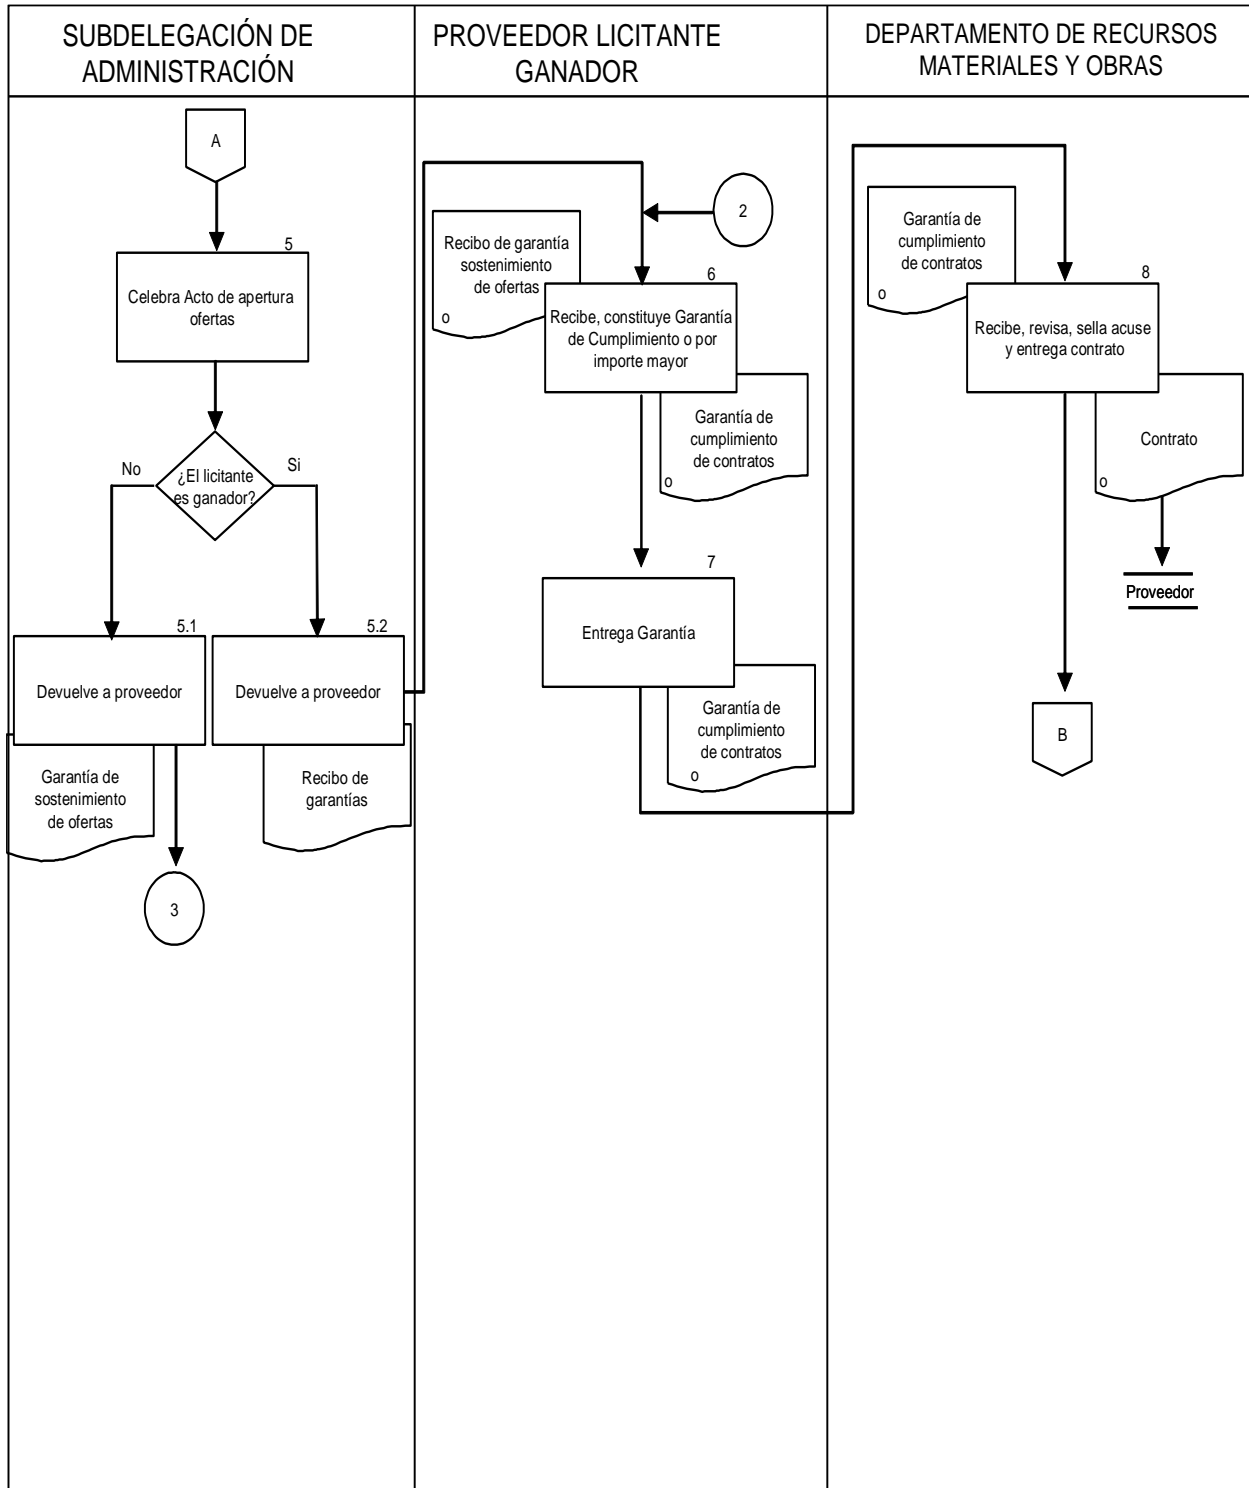 SUBDELEGACIÓN DE
ADMINISTRACIÓN
PROVEEDOR LICITANTE
GANADOR
DEPARTAMENTO DE RECURSOS
MATERIALES Y OBRAS
A
5
Celebra Acto de apertura
ofertas
¿El licitante
es ganador?
No
Si
5.1
Devuelve a proveedor
Garantía de
sostenimiento
de ofertas
3
5.2
Devuelve a proveedor
Recibo de
garantías
2
Recibo de garantía
sostenimiento
de ofertas
o
6
Recibe, constituye Garantía
de Cumplimiento o por
importe mayor
Garantía de
cumplimiento
de contratos
o
7
Entrega Garantía
Garantía de
cumplimiento
de contratos
o
Garantía de
cumplimiento
de contratos
o
8
Recibe, revisa, sella acuse
y entrega contrato
Contrato
o
Proveedor
B